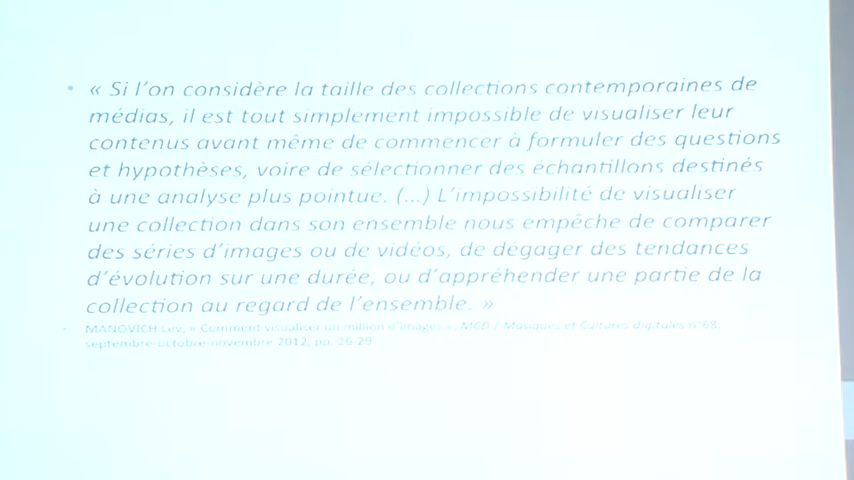 • « Si l'on considère la taille des collections contemporaines de
médias, il est tout simplement impossible de visualiser leur
contenus avant même de commencer à formuler des questions
et hypothèses, voire de sélectionner des échantillons destinés
à une analyse plus pointue. (...) L'impossibilité de visualiser
une collection dans son ensemble nous empêche de comparer
des séries d'images ou de vidéos, de dégager des tendances
d'évolution sur une durée, ou d'appréhender une partie de la
collection au regard de l'ensemble. »
• MANOVICH Lev, « Comment visualiser un million d'images », MCD / Musiques et Cultures digitales n°68,
septembre-octobre-novembre 2012, pp. 26-29